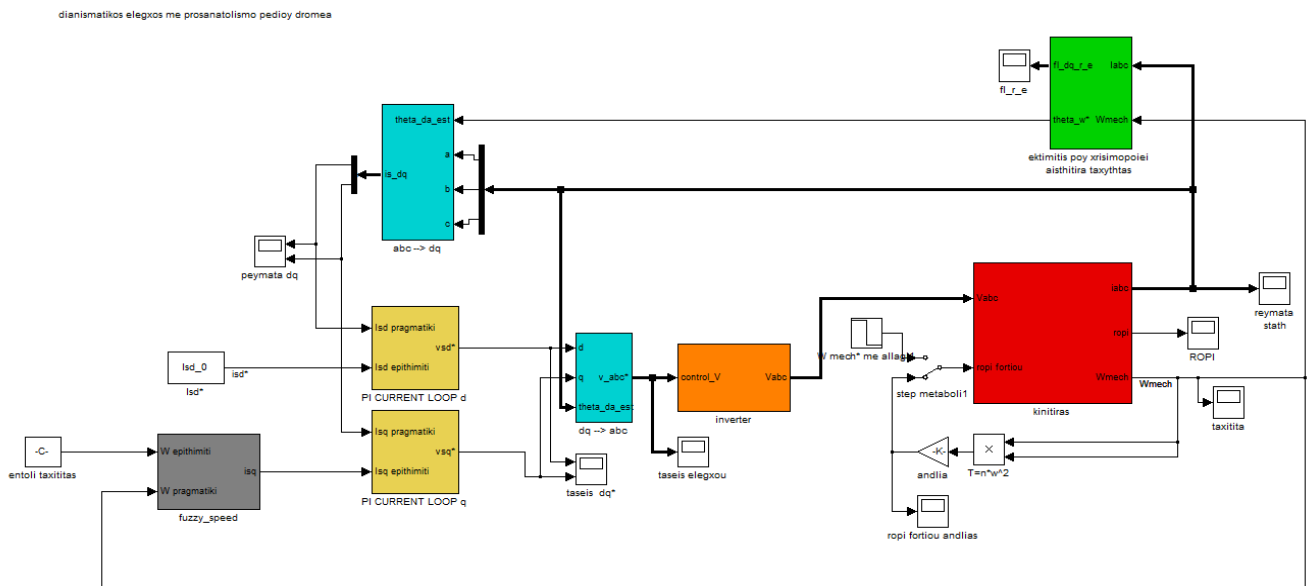 dianismatikos elegxos me prosanatolismo pedioy dromea
fl_dq_r_e
Iabc
theta_w*
Wmech
fl_r_e
ektimitis poy xrisimopoiei
aisthitira taxythtas
theta_da_est
a
is_dq
b
c
abc --> dq
peymata dq
Isd pragmatiki
vsd*
Isd epithimiti
PI CURRENT LOOP d
Isd_0
isd*
Isd*
d
q
v_abc*
theta_da_est
dq --> abc
control_V
Vabc
inverter
W mech* me allagi
step metaboli1
Vabc
Iabc
ropi
ropi fortiou
Wmech
kinitiras
reymata
stath
ROPI
Wmech
taxitita
Isq pragmatiki
vsq*
Isq epithimiti
PI CURRENT LOOP q
-C-
entoli taxititas
W epithimiti
isq
W pragmatiki
fuzzy_speed
taseis dq*
taseis elegxou
-K-
andlia
×
T=n*w^2
ropi fortiou andlias